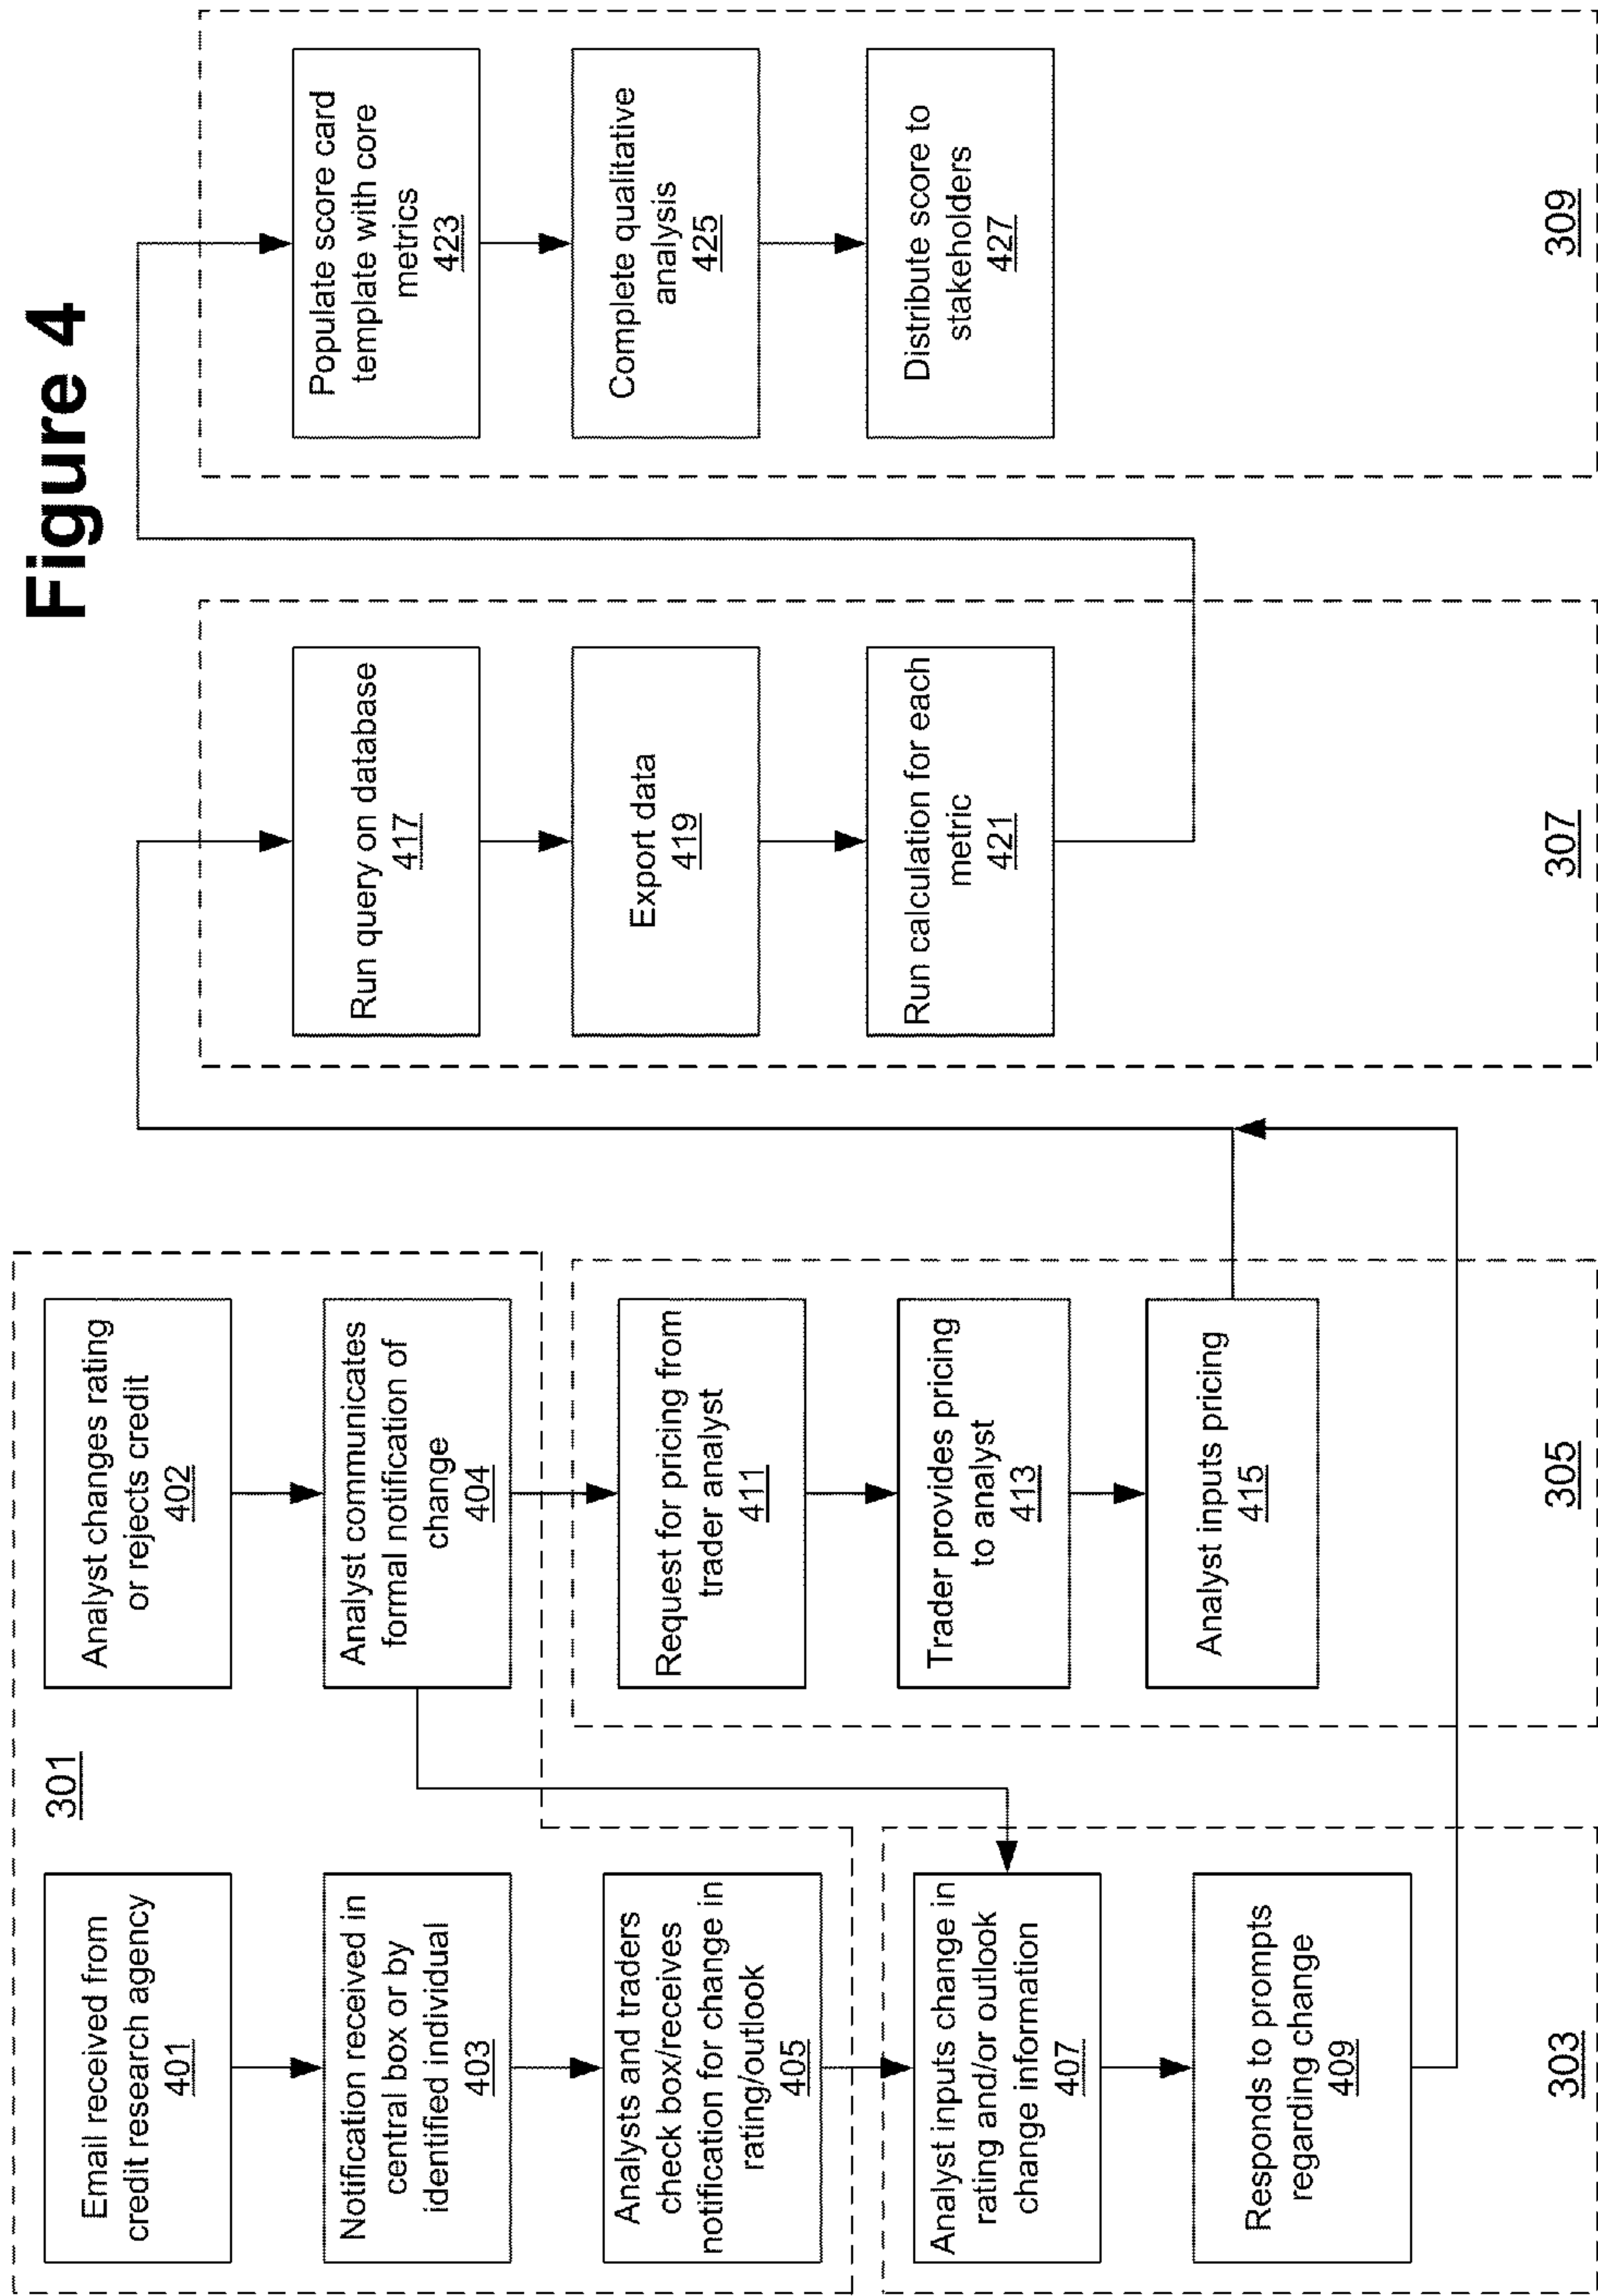 Figure 4
301
Email received from
credit research agency
401
Notification received in
central box or by
identified individual
403
Analysts and traders
check box/receives
notification for change in
rating/outlook
405
Analyst changes rating
or rejects credit
402
Analyst communicates
formal notification of
change
404
Analyst inputs change in
rating and/or outlook
change information
407
Responds to prompts
regarding change
409
303
Request for pricing from
trader analyst
411
Trader provides pricing
to analyst
413
Analyst inputs pricing
415
305
Run query on database
417
Export data
419
Run calculation for each
metric
421
307
Populate score card
template with core
metrics
423
Complete qualitative
analysis
425
Distribute score to
stakeholders
427
309